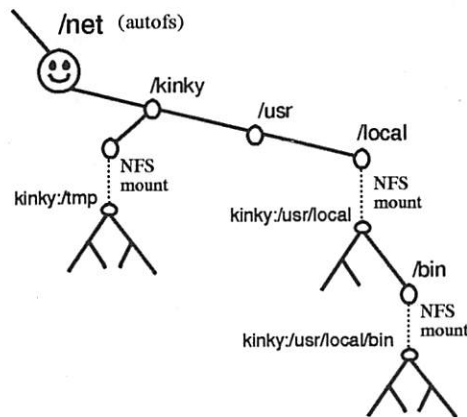 /net (autofs)
/kinky
/usr
/local
NFS
mount
kinky:/tmp
NFS
mount
kinky:/usr/local
/bin
NFS
mount
kinky:/usr/local/bin